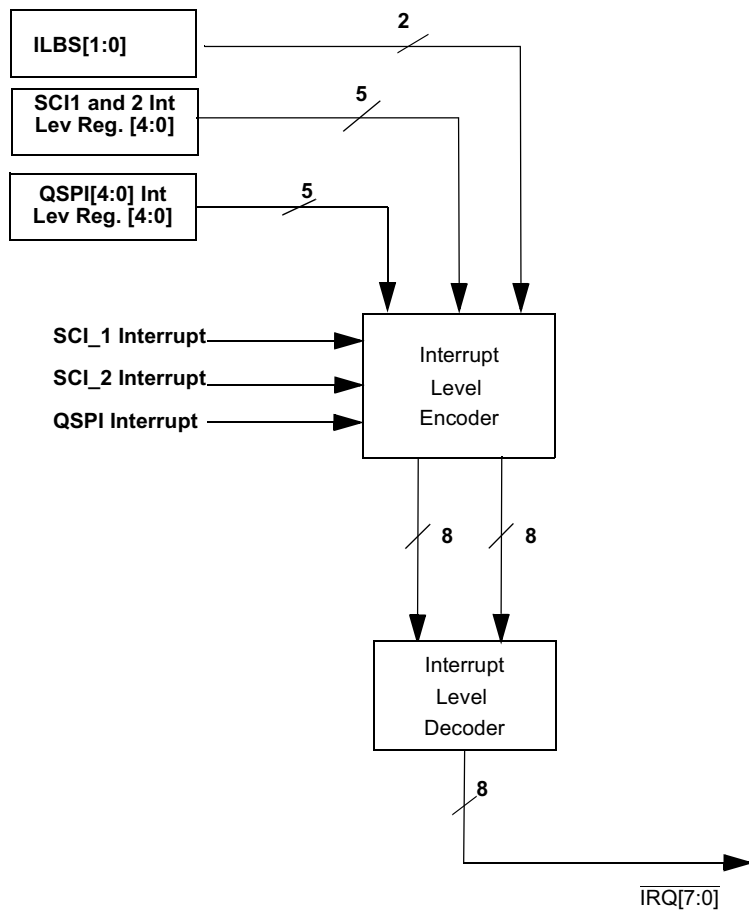 2
ILBS[1:0]
5
SCI1 and 2 Int
Lev Reg. [4:0]
5
QSPI[4:0] Int
Lev Reg. [4:0]
SCI_1 Interrupt
SCI_2 Interrupt
QSPI Interrupt
Interrupt
Level
Encoder
8
8
Interrupt
Level
Decoder
8
IRQ[7:0]